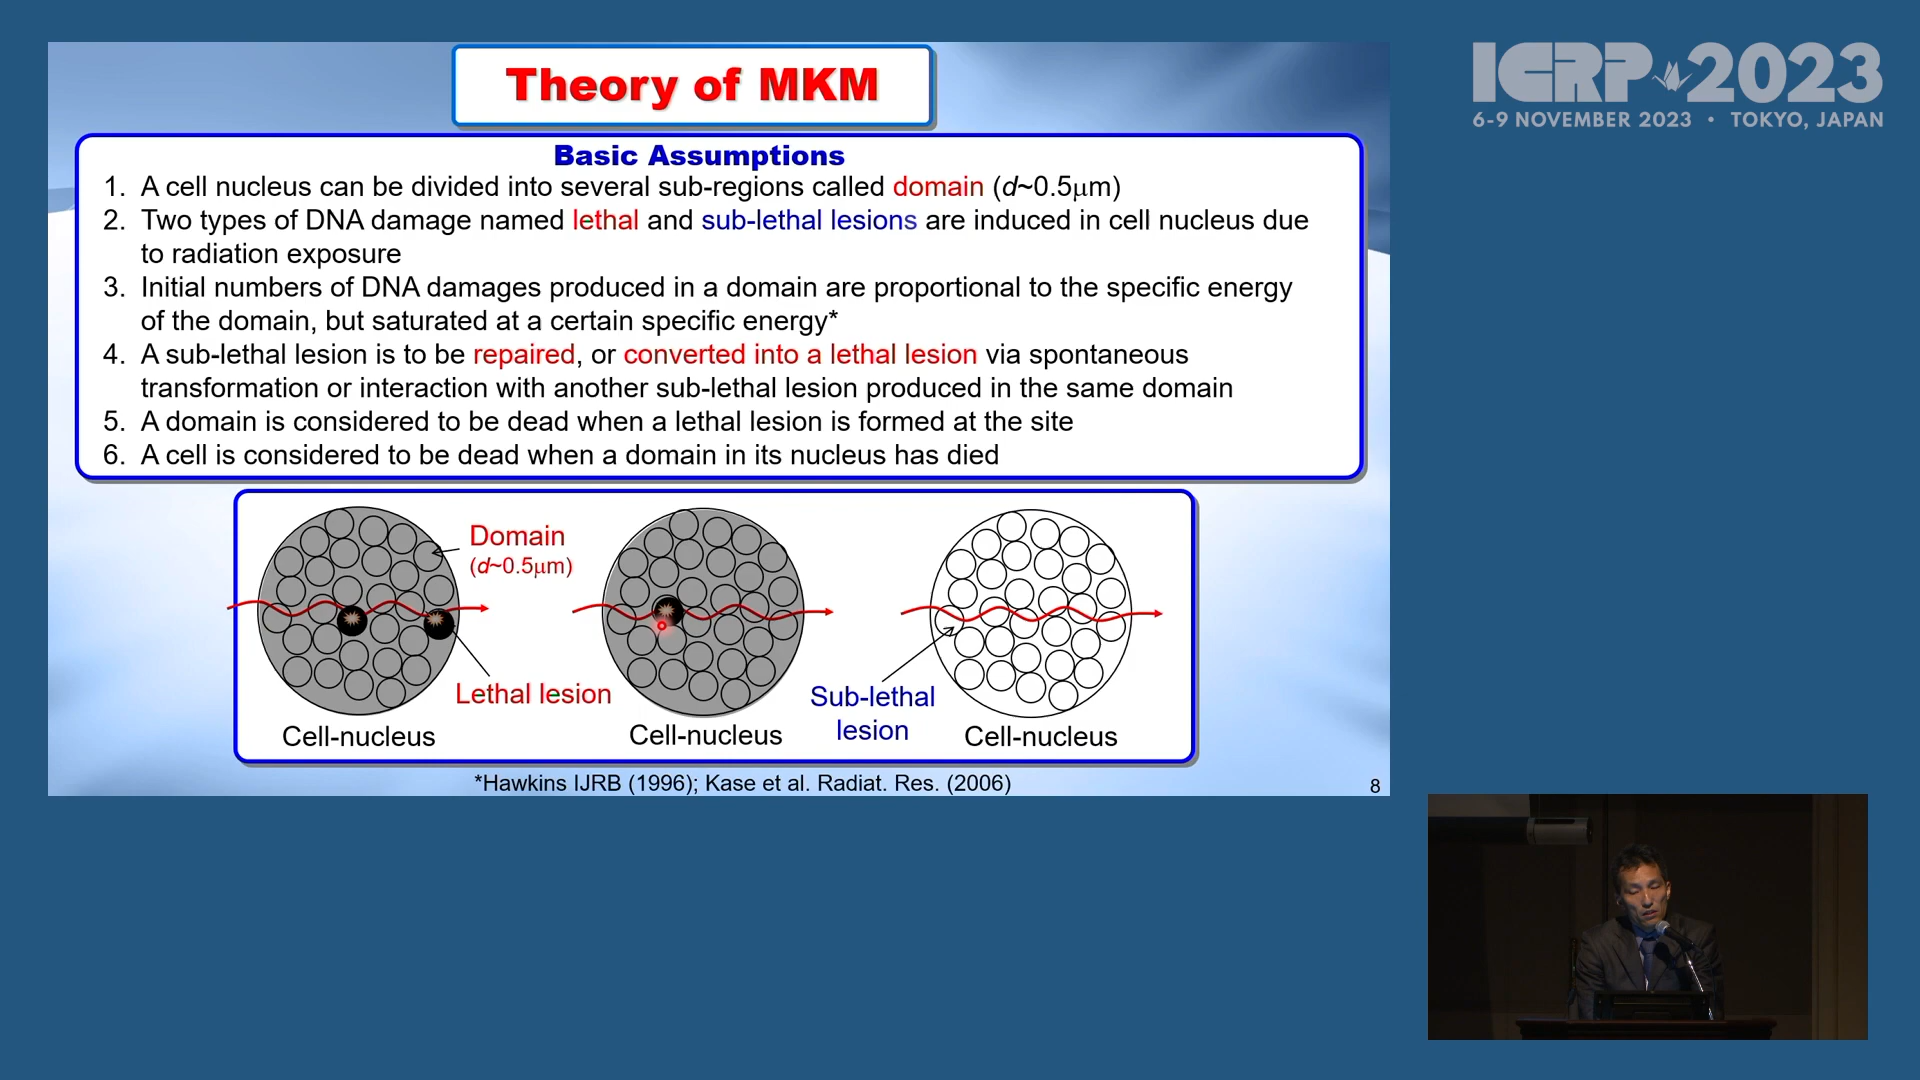 Theory of MKM
Basic Assumptions
1. A cell nucleus can be divided into several sub-regions called domain (d~0.5μm)
2. Two types of DNA damage named lethal and sub-lethal lesions are induced in cell nucleus due
to radiation exposure
3. Initial numbers of DNA damages produced in a domain are proportional to the specific energy
of the domain, but saturated at a certain specific energy*
4. A sub-lethal lesion is to be repaired, or converted into a lethal lesion via spontaneous
transformation or interaction with another sub-lethal lesion produced in the same domain
5. A domain is considered to be dead when a lethal lesion is formed at the site
6. A cell is considered to be dead when a domain in its nucleus has died
Domain
(d~0.5μm)
Lethal lesion
Sub-lethal
lesion
Cell-nucleus
Cell-nucleus
Cell-nucleus
*Hawkins IJRB (1996); Kase et al. Radiat. Res. (2006)
8
ICRP 2023
6-9 NOVEMBER 2023 • TOKYO, JAPAN